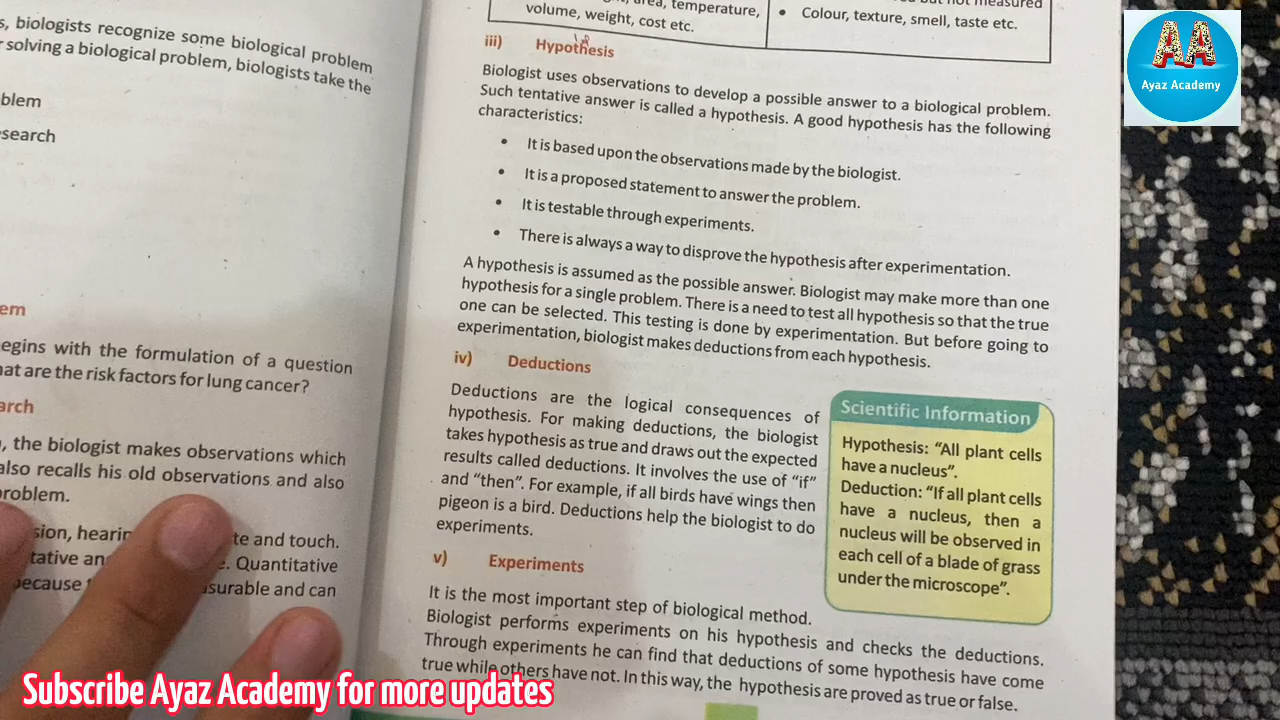 s, biologists recognize some biological problem
solving a biological problem, biologists take the
blem
search
em
egins with the formulation of a question
hat are the risk factors for lung cancer?
arch
, the biologist makes observations which
also recalls his old observations and also
problem.
sion, hearin te and touch.
tative an e. Quantitative
because surable and can
area, temperature,
volume, weight, cost etc.
but not measured
• Colour, texture, smell, taste etc.
iii) Hypothesis
Biologist uses observations to develop a possible answer to a biological problem.
Such tentative answer is called a hypothesis. A good hypothesis has the following
characteristics:
• It is based upon the observations made by the biologist.
• It is a proposed statement to answer the problem.
• It is testable through experiments.
• There is always a way to disprove the hypothesis after experimentation.
A hypothesis is assumed as the possible answer. Biologist may make more than one
hypothesis for a single problem. There is a need to test all hypothesis so that the true
one can be selected. This testing is done by experimentation. But before going to
experimentation, biologist makes deductions from each hypothesis.
iv) Deductions
Deductions are the logical consequences of
hypothesis. For making deductions, the biologist
takes hypothesis as true and draws out the expected
results called deductions. It involves the use of “if”
and “then”. For example, if all birds have wings then
pigeon is a bird. Deductions help the biologist to do
experiments.
Scientific Information
Hypothesis: “All plant cells
have a nucleus”.
Deduction: “If all plant cells
have a nucleus, then a
nucleus will be observed in
each cell of a blade of grass
under the microscope”.
v) Experiments
It is the most important step of biological method.
Biologist performs experiments on his hypothesis and checks the deductions.
Through experiments he can find that deductions of some hypothesis have come
true while others have not. In this way, the hypothesis are proved as true or false.
AA
Ayaz Academy
Subscribe Ayaz Academy for more updates